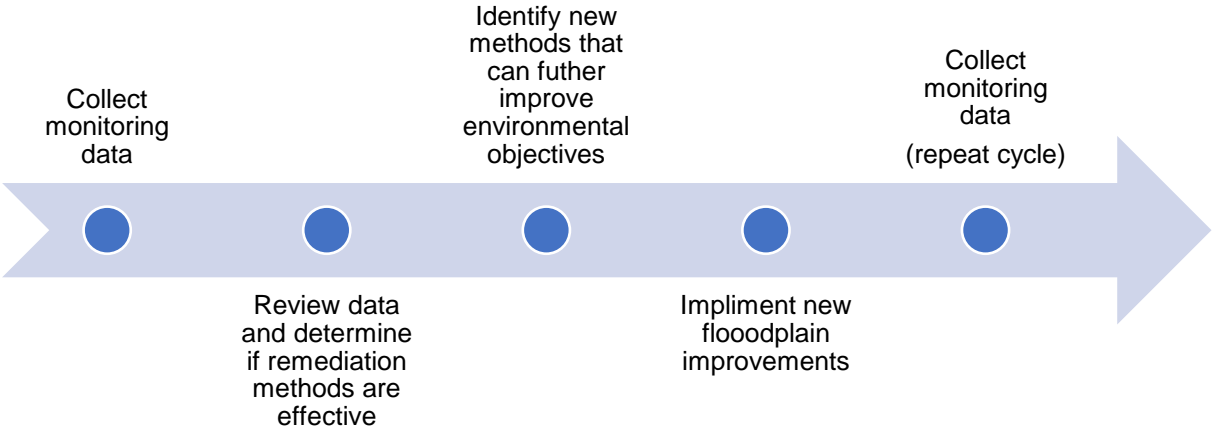 Collect
monitoring
data
Review data
and determine
if remediation
methods are
effective
Identify new
methods that
can futher
improve
environmental
objectives
Impliment new
flooodplain
improvements
Collect
monitoring
data
(repeat cycle)